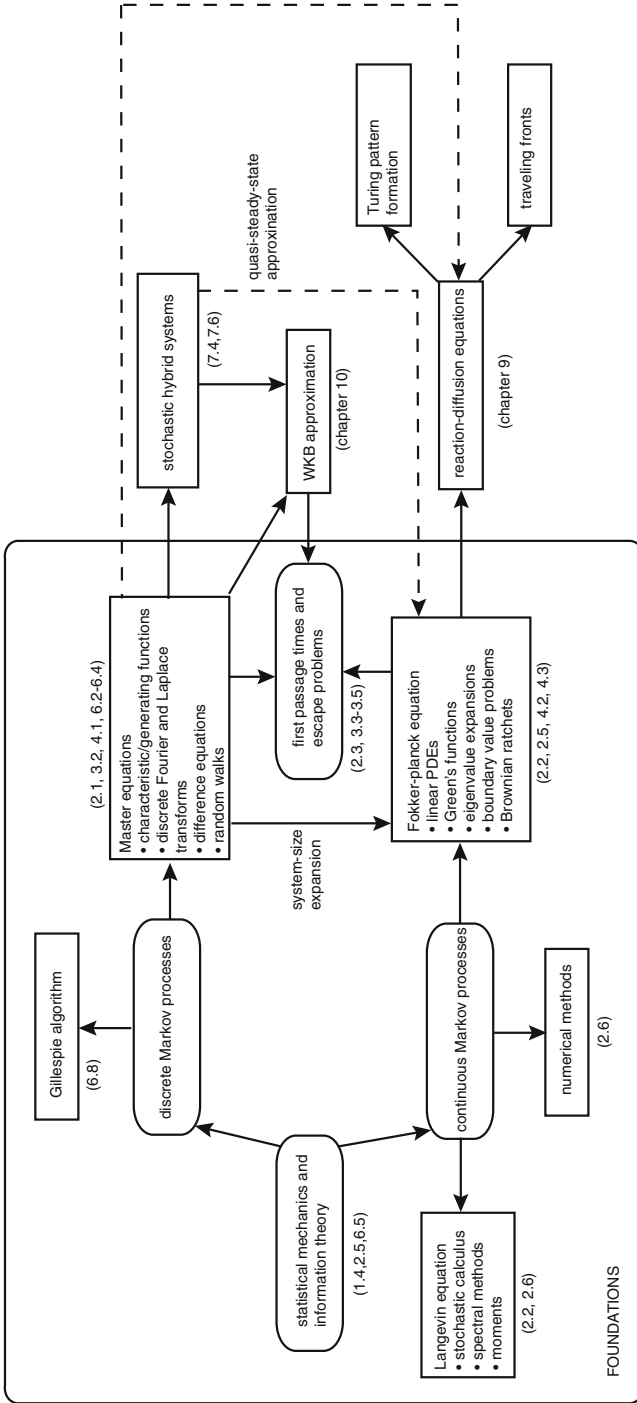 Gillespie algorithm
(6.8)
discrete Markov processes
statistical mechanics and
information theory
(1.4,2.5,6.5)
continuous Markov processes
Langevin equation
• stochastic calculus
• spectral methods
• moments
(2.2, 2.6)
numerical methods
(2.6)
FOUNDATIONS
(2.1, 3.2, 4.1, 6.2-6.4)
Master equations
• characteristic/generating functions
• discrete Fourier and Laplace
transforms
• difference equations
• random walks
system-size
expansion
first passage times and
escape problems
(2.3, 3.3-3.5)
Fokker-planck equation
• linear PDEs
• Green's functions
• eigenvalue expansions
• boundary value problems
• Brownian ratchets
(2.2, 2.5, 4.2, 4.3)
stochastic hybrid systems
(7.4,7.6)
WKB approximation
(chapter 10)
quasi-steady-state
approxination
reaction-diffusion equations
(chapter 9)
Turing pattern
formation
traveling fronts